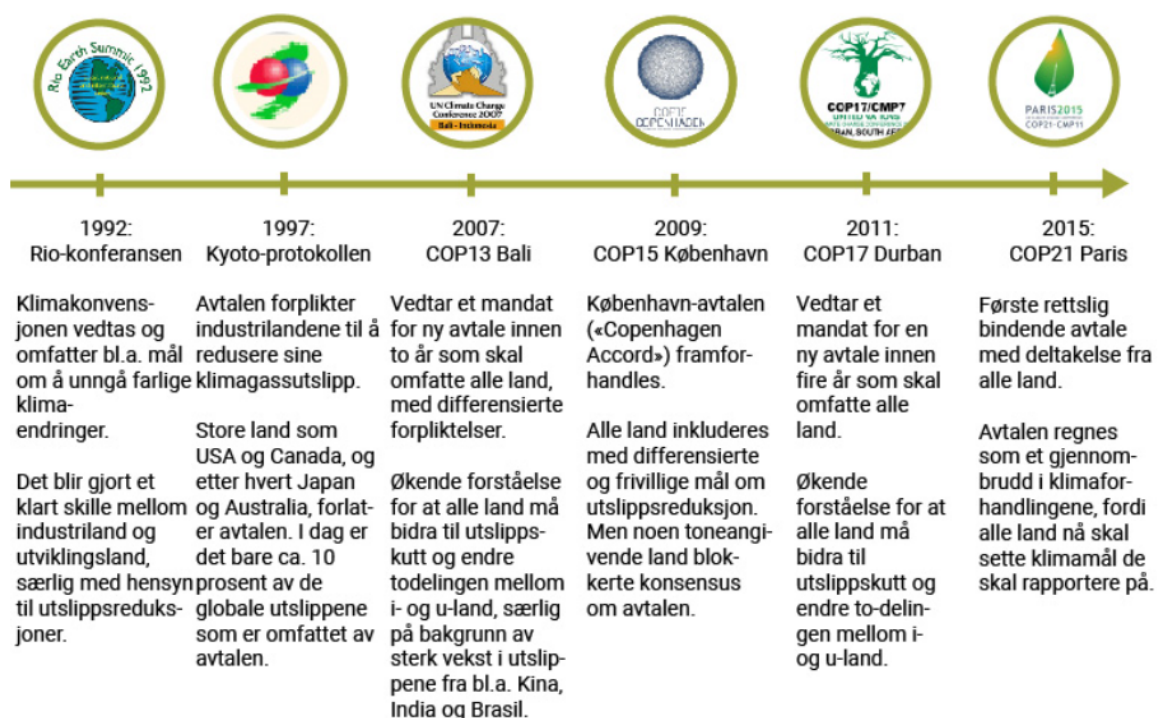 Rio Earth Summic 1992
UN Climate Change
Conference 2007
Bali - Indonesia
COP15
COPENHAGEN
COP17/CMP7
UNITED NATIONS
PARIS2015
COP21-CMP11
1992:
Rio-konferansen
Klimakonvens-
jonen vedtas og
omfatter bl.a. mål
om å unngå farlige
klima-
endringer.
Det blir gjort et
klart skille mellom
industriland og
utviklingsland,
særlig med hensyn
til utslippsreduks-
joner.
1997:
Kyoto-protokollen
Avtalen forplikter
industrilandene til å
redusere sine
klimagassutslipp.
Store land som
USA og Canada, og
etter hvert Japan
og Australia, forlat-
er avtalen. I dag er
det bare ca. 10
prosent av de
globale utslippene
som er omfattet av
avtalen.
2007:
COP13 Bali
Vedtar et mandat
for ny avtale innen
to år som skal
omfatte alle land,
med differensierte
forpliktelser.
Økende forståelse
for at alle land må
bidra til utslipps-
kutt og endre
todelingen mellom
i- og u-land, særlig
på bakgrunn av
sterk vekst i utslip-
pene fra bl.a. Kina,
India og Brasil.
2009:
COP15 København
København-avtalen
(«Copenhagen
Accord») framfor-
handles.
Alle land inkluderes
med differensierte
og frivillige mål om
utslippsreduksjon.
Men noen toneangi-
vende land blok-
kerte konsensus
om avtalen.
2011:
COP17 Durban
Vedtar et
mandat for en
ny avtale innen
fire år som skal
omfatte alle
land.
Økende
forståelse for at
alle land må
bidra til
utslippskutt og
endre to-delin-
gen mellom i-
og u-land.
2015:
COP21 Paris
Første rettslig
bindende avtale
med deltakelse fra
alle land.
Avtalen regnes
som et gjennom-
brudd i klimafor-
handlingene, fordi
alle land nå skal
sette klimamål de
skal rapportere på.